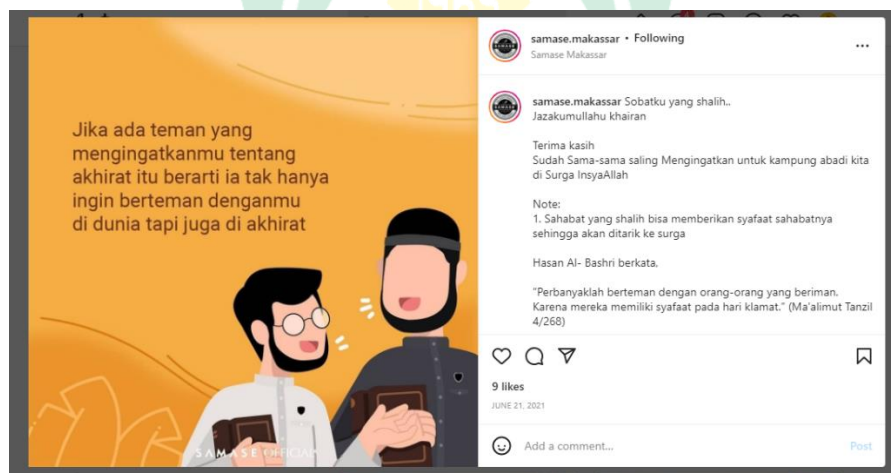 Jika ada teman yang
mengingatkanmu tentang
akhirat itu berarti ia tak hanya
ingin berteman denganmu
di dunia tapi juga di akhirat
SAMASE OFFICIAL
samase.makassar • Following
Samase Makassar
samase.makassar Sobatku yang shalih..
Jazakumullahu khairan
Terima kasih
Sudah Sama-sama saling Mengingatkan untuk kampung abadi kita
di Surga InsyaAllah
Note:
1. Sahabat yang shalih bisa memberikan syafaat sahabatnya
sehingga akan ditarik ke surga
Hasan Al- Bashri berkata,
"Perbanyaklah berteman dengan orang-orang yang beriman.
Karena mereka memiliki syafaat pada hari kIamat." (Ma'alimut Tanzil
4/268)
9 likes
JUNE 21, 2021
Add a comment...
Post